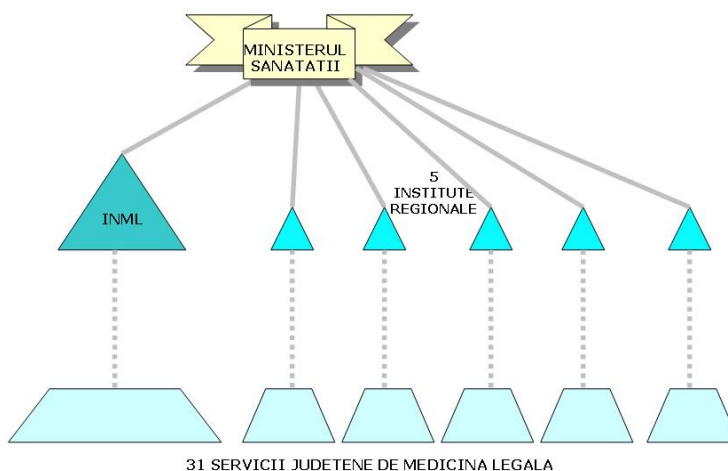 MINISTERUL
SANATATII
5
INSTITUTE
REGIONALE
INML
31 SERVICII JUDETENE DE MEDICINA LEGALA